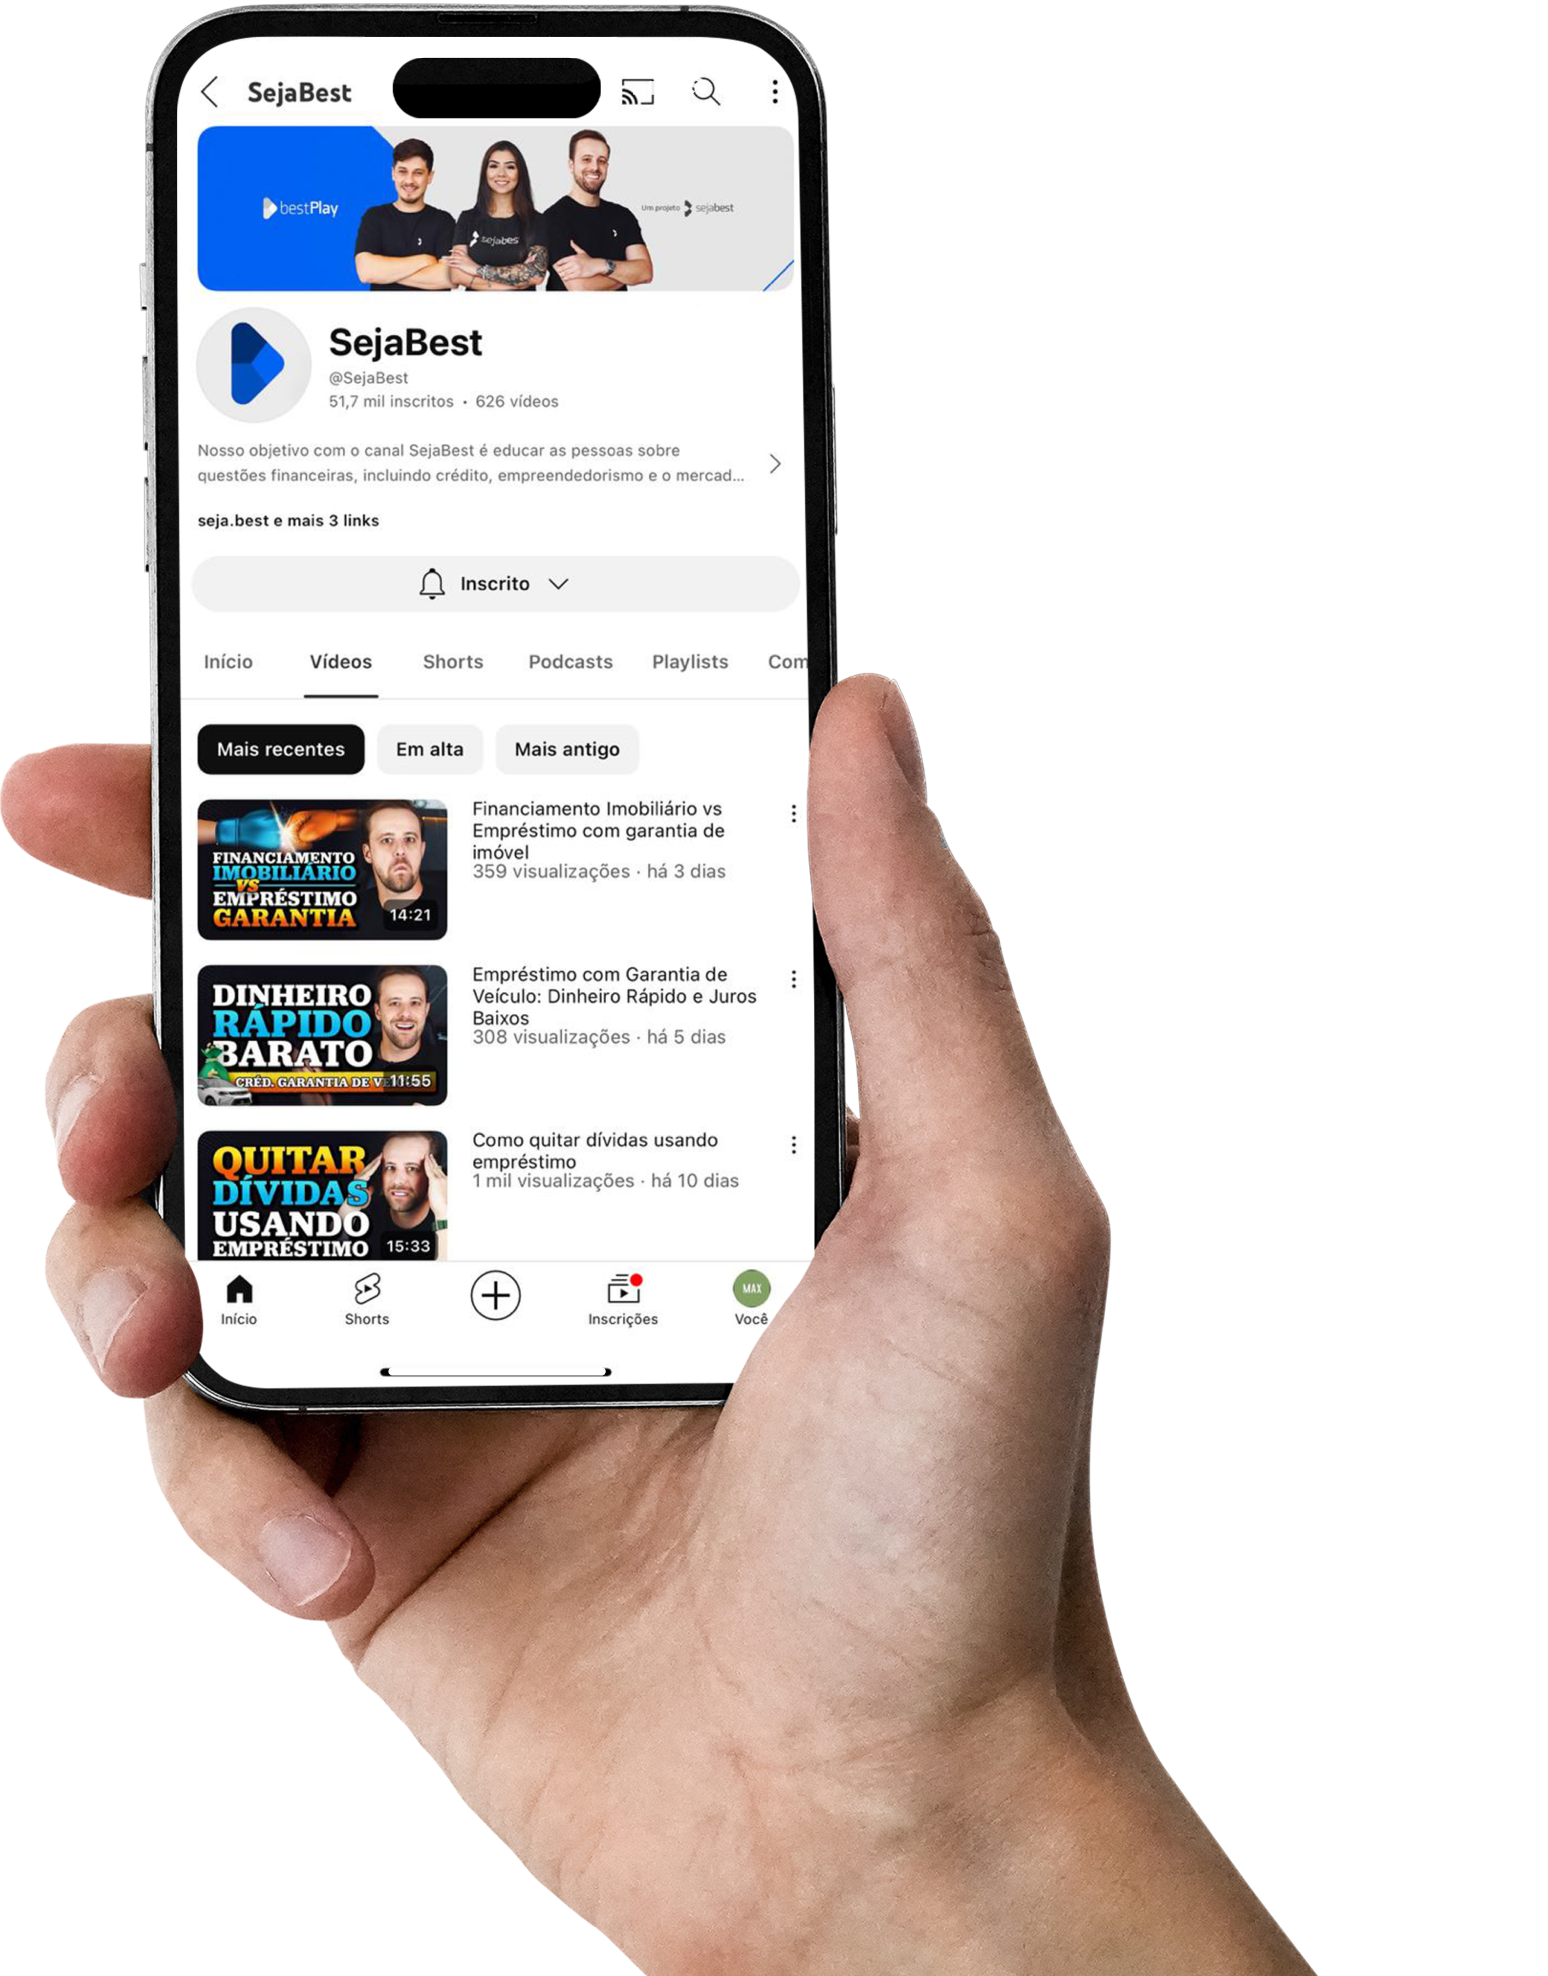 SejaBest
bestPlay
sejabest
Um projeto sejabest
SejaBest
@SejaBest
51,7 mil inscritos • 626 vídeos
Nosso objetivo com o canal SejaBest é educar as pessoas sobre
questões financeiras, incluindo crédito, empreendedorismo e o mercad...
seja.best e mais 3 links
Inscrito
Início Vídeos Shorts Podcasts Playlists Com
Mais recentes Em alta Mais antigo
FINANCIAMENTO
IMOBILIÁRIO
VS
EMPRÉSTIMO
GARANTIA
14:21
Financiamento Imobiliário vs
Empréstimo com garantia de
imóvel
359 visualizações · há 3 dias
DINHEIRO
RÁPIDO
BARATO
CRÉD. GARANTIA DE VE
11:55
Empréstimo com Garantia de
Veículo: Dinheiro Rápido e Juros
Baixos
308 visualizações · há 5 dias
QUITAR
DÍVIDAS
USANDO
EMPRÉSTIMO
15:33
Como quitar dívidas usando
empréstimo
1 mil visualizações · há 10 dias
Início Shorts Inscrições MAX Você